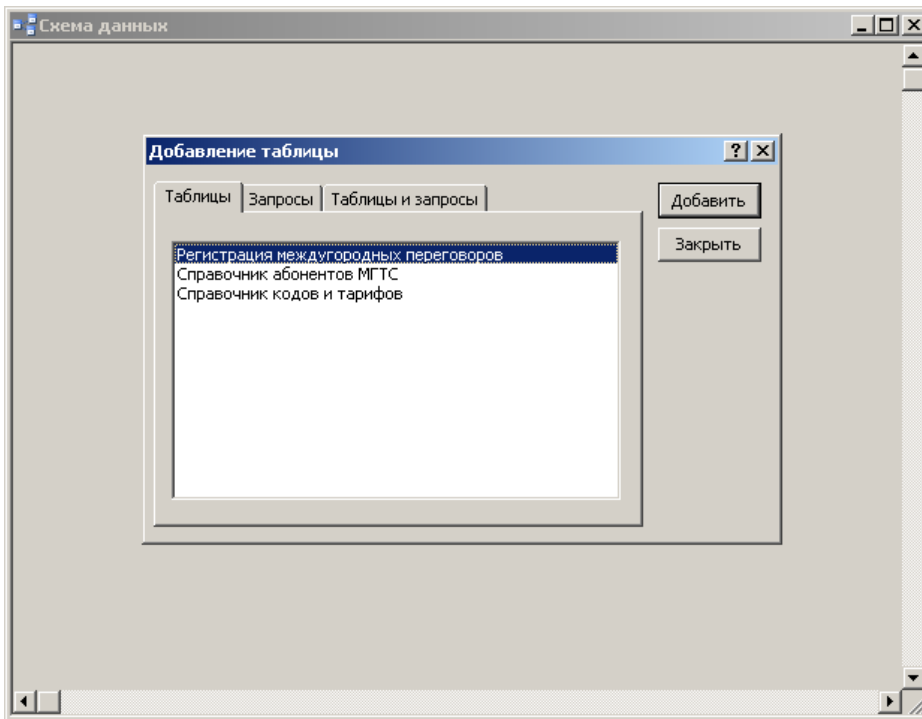 Схема данных
Добавление таблицы
Таблицы Запросы Таблицы и запросы
Добавить
Закрыть
Регистрация междугородных переговоров
Справочник абонентов МГТС
Справочник кодов и тарифов